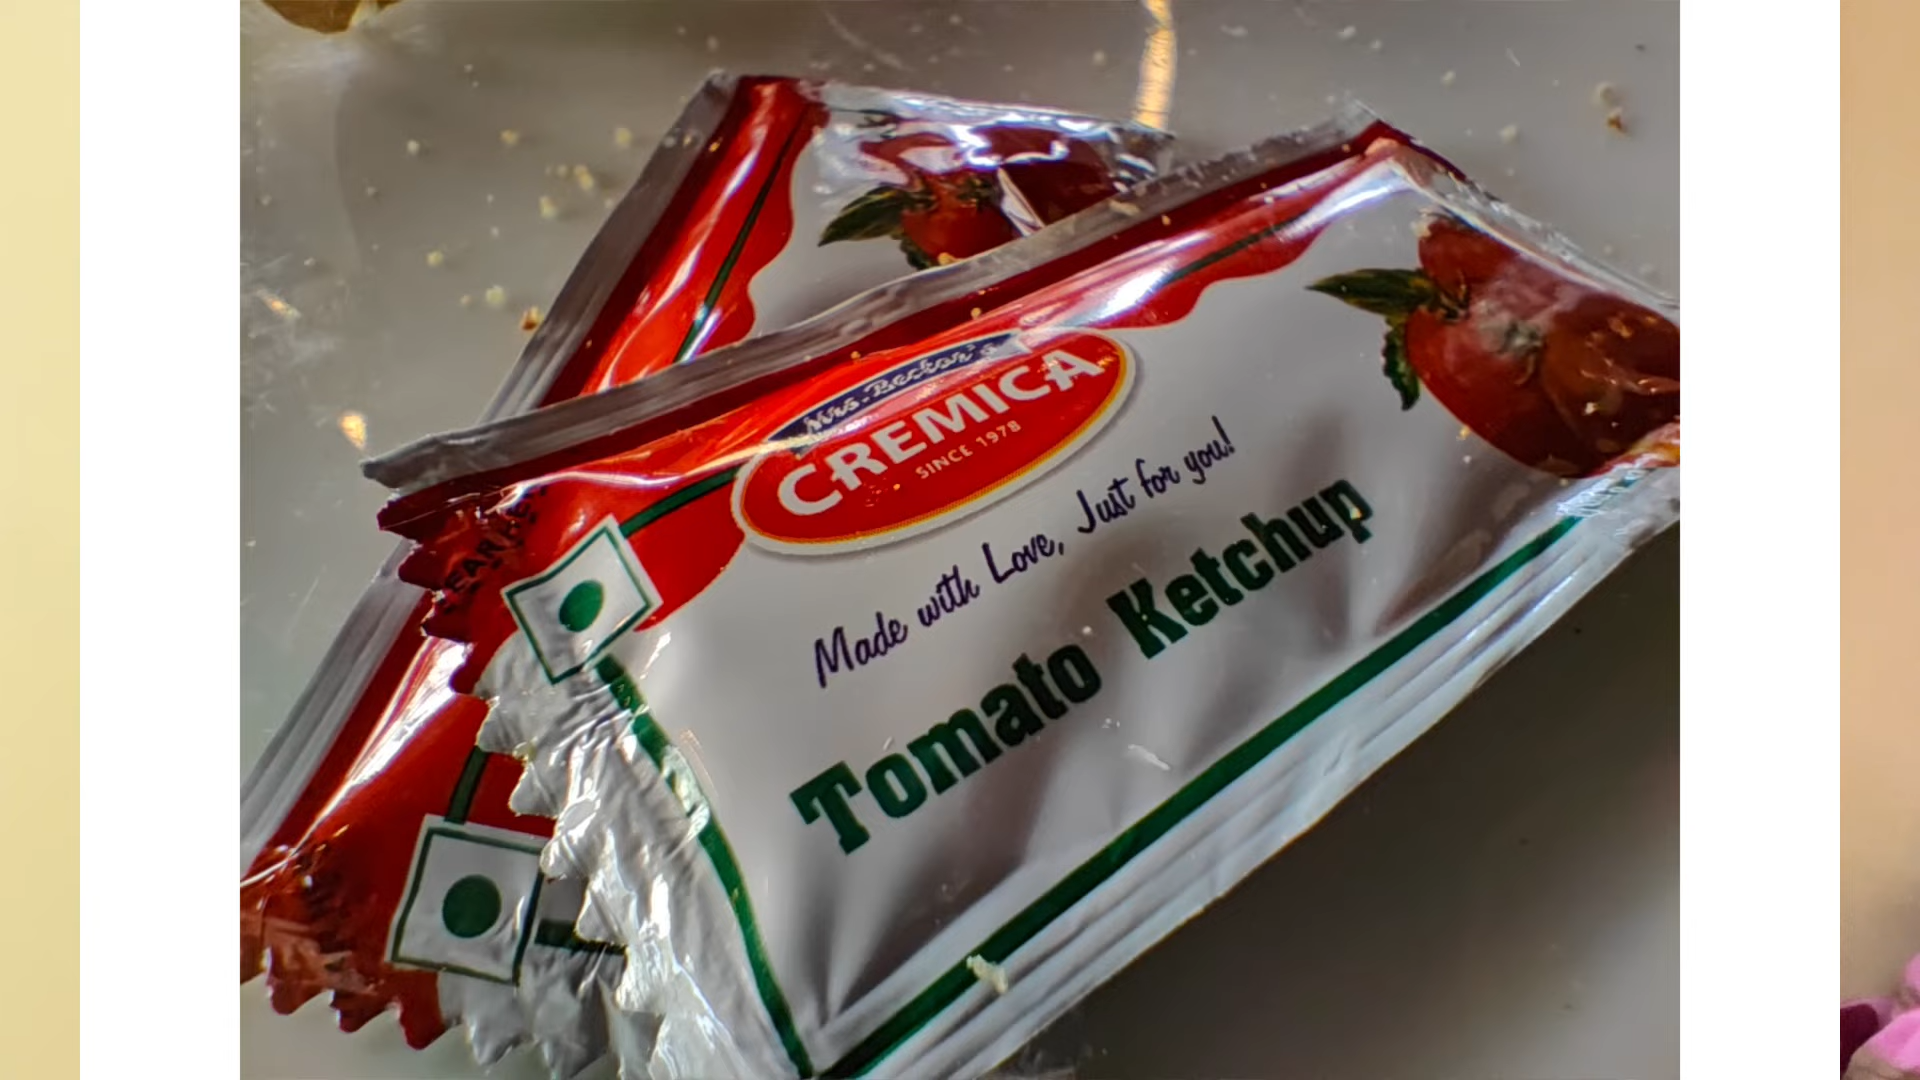 Mrs. Bector's
CREMICA
SINCE 1978
Made with Love, Just for you!
Tomato Ketchup